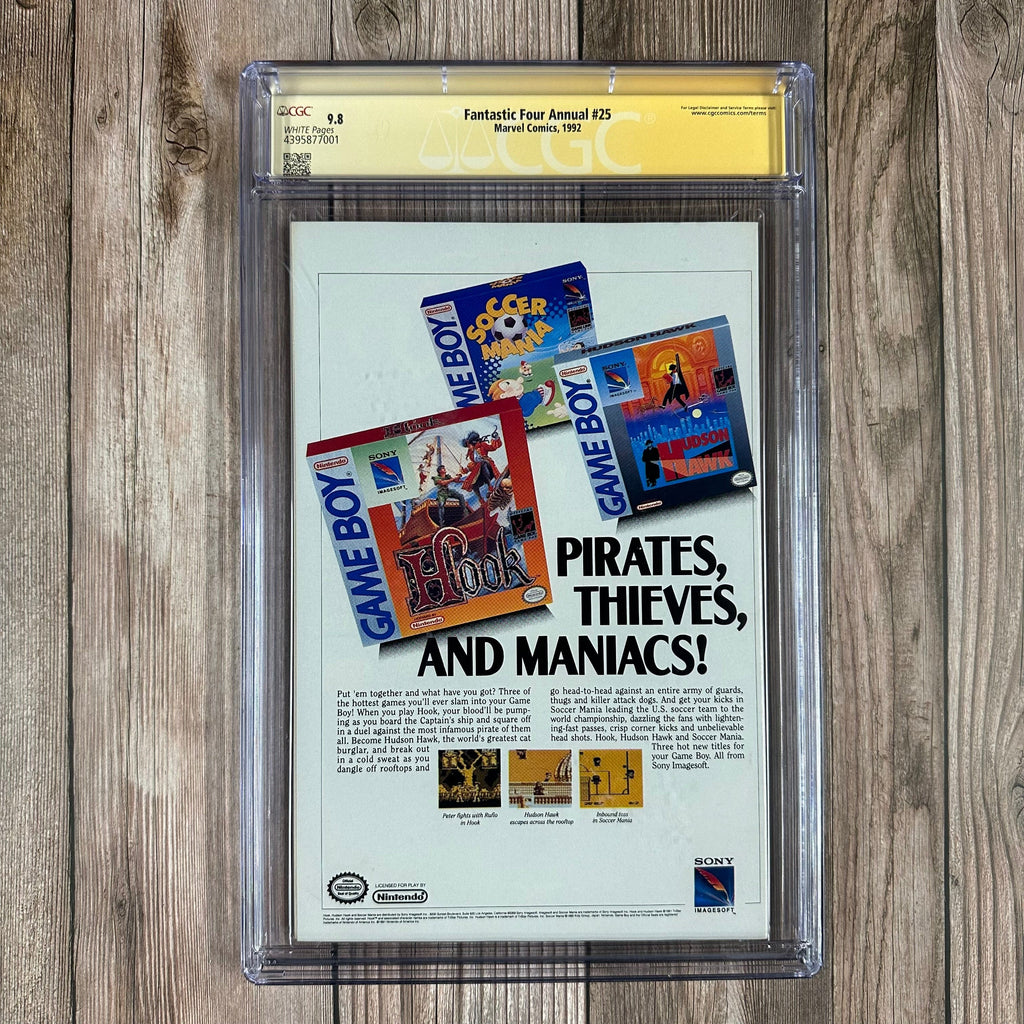 CGC
9.8
WHITE Pages
4395877001
Fantastic Four Annual #25
Marvel Comics, 1992
For Legal Disclaimer and Service Terms please visit:
www.cgccomics.com/terms
CGC
Nintendo
GAME BOY
SOCCER
MANIA
SONY
HUDSON HAWK
Nintendo
GAME BOY
SONY
IMAGESOFT
HUDSON
HAWK
Nintendo
Nintendo
GAME BOY
SONY
IMAGESOFT
Hook
Nintendo
PIRATES,
THIEVES,
AND MANIACS!
Put 'em together and what have you got? Three of
the hottest games you'll ever slam into your Game
Boy! When you play Hook, your blood'll be pump-
ing as you board the Captain's ship and square off
in a duel against the most infamous pirate of them
all. Become Hudson Hawk, the world's greatest cat
burglar, and break out
in a cold sweat as you
dangle off rooftops and
go head-to-head against an entire army of guards,
thugs and killer attack dogs. And get your kicks in
Soccer Mania leading the U.S. soccer team to the
world championship, dazzling the fans with lighten-
ing-fast passes, crisp corner kicks and unbelievable
head shots. Hook, Hudson Hawk and Soccer Mania.
Three hot new titles for
your Game Boy. All from
Sony Imagesoft.
Peter fights with Rufio
in Hook
Hudson Hawk
escapes across the rooftop
Inbound toss
in Soccer Mania
Official
Nintendo
Seal of Quality
LICENSED FOR PLAY BY
Nintendo
SONY
IMAGESOFT